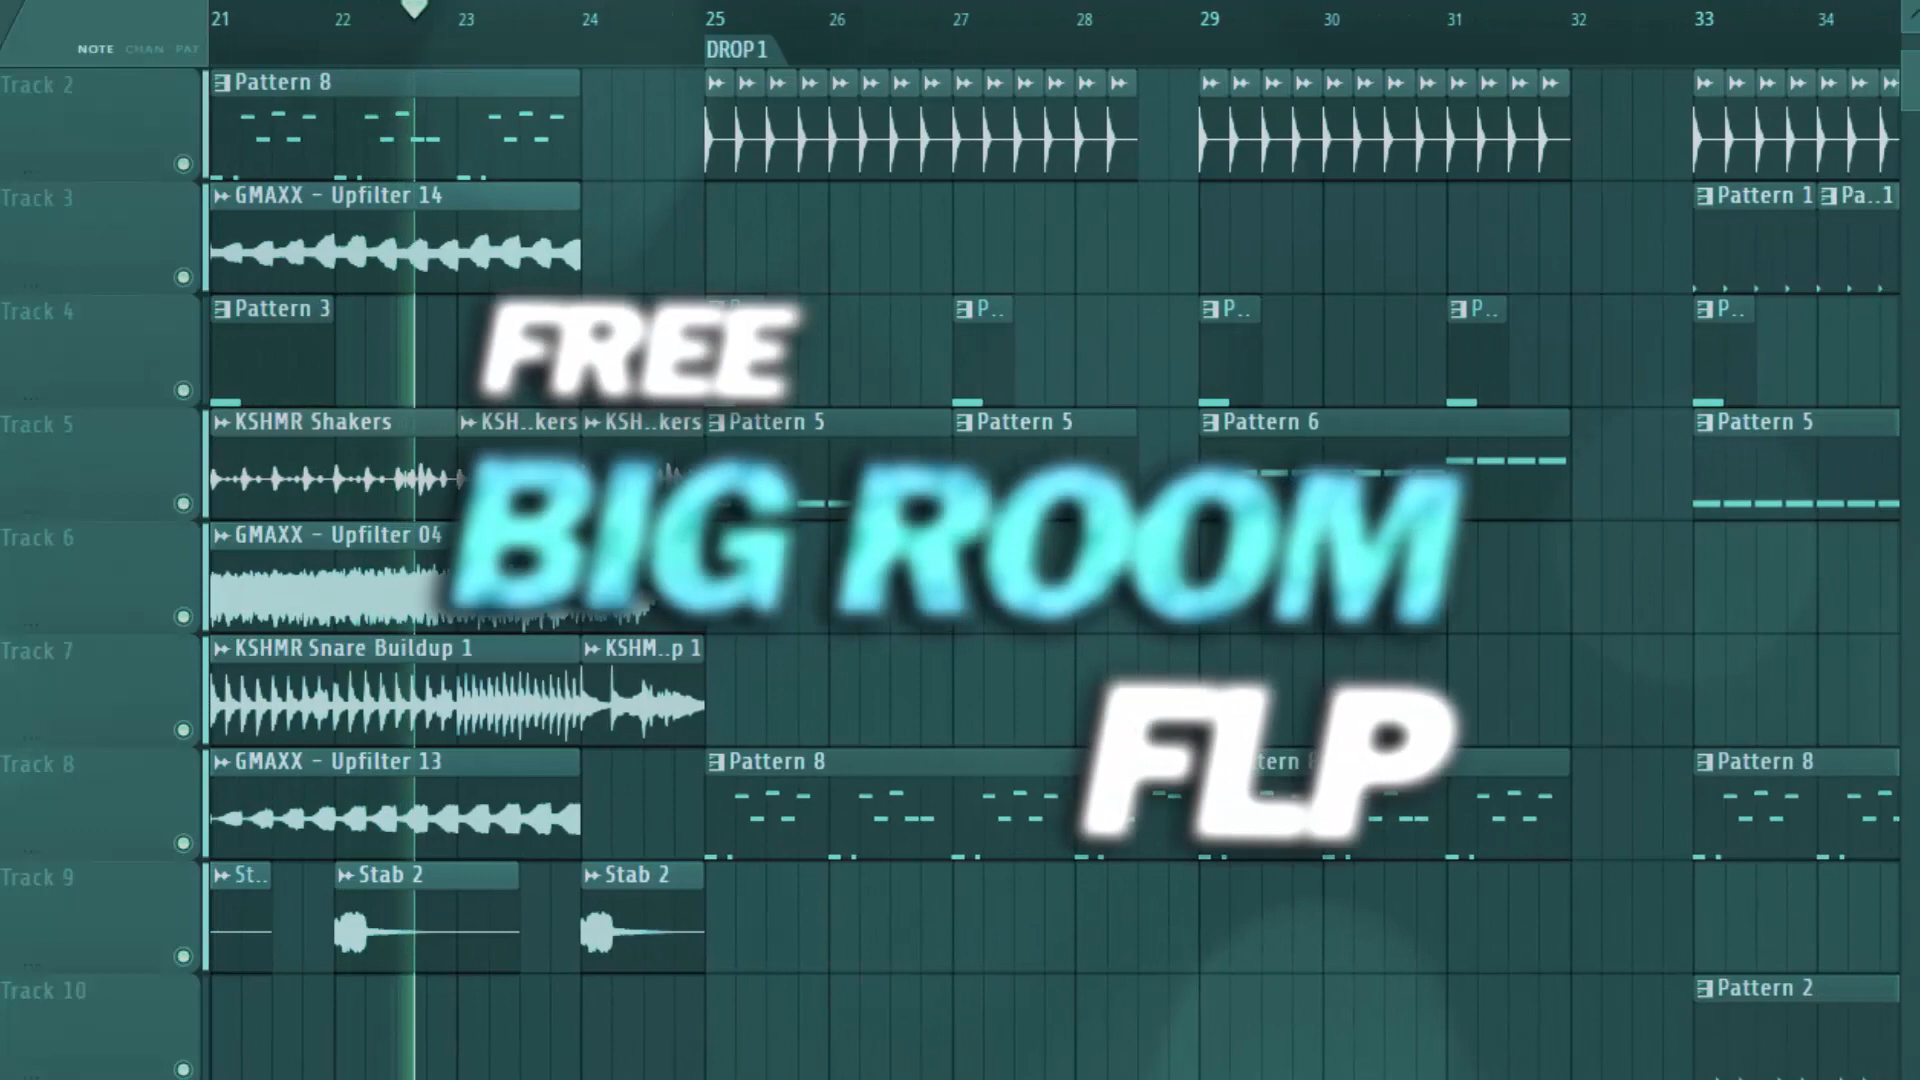 21 22 23 24 25 26 27 28 29 30 31 32 33 34
NOTE CHAN PAT
DROP1
Track 2
Pattern 8
Track 3
GMAXX - Upfilter 14
Pattern 1
Pa..1
Track 4
Pattern 3
P..
P..
P..
P..
FREE
Track 5
KSHMR Shakers
KSH..kers
KSH..kers
Pattern 5
Pattern 5
Pattern 6
Pattern 5
BIG ROOM
Track 6
GMAXX - Upfilter 04
Track 7
KSHMR Snare Buildup 1
KSHM..p 1
FLP
Track 8
GMAXX - Upfilter 13
Pattern 8
tern 8
Pattern 8
Track 9
St..
Stab 2
Stab 2
Track 10
Pattern 2